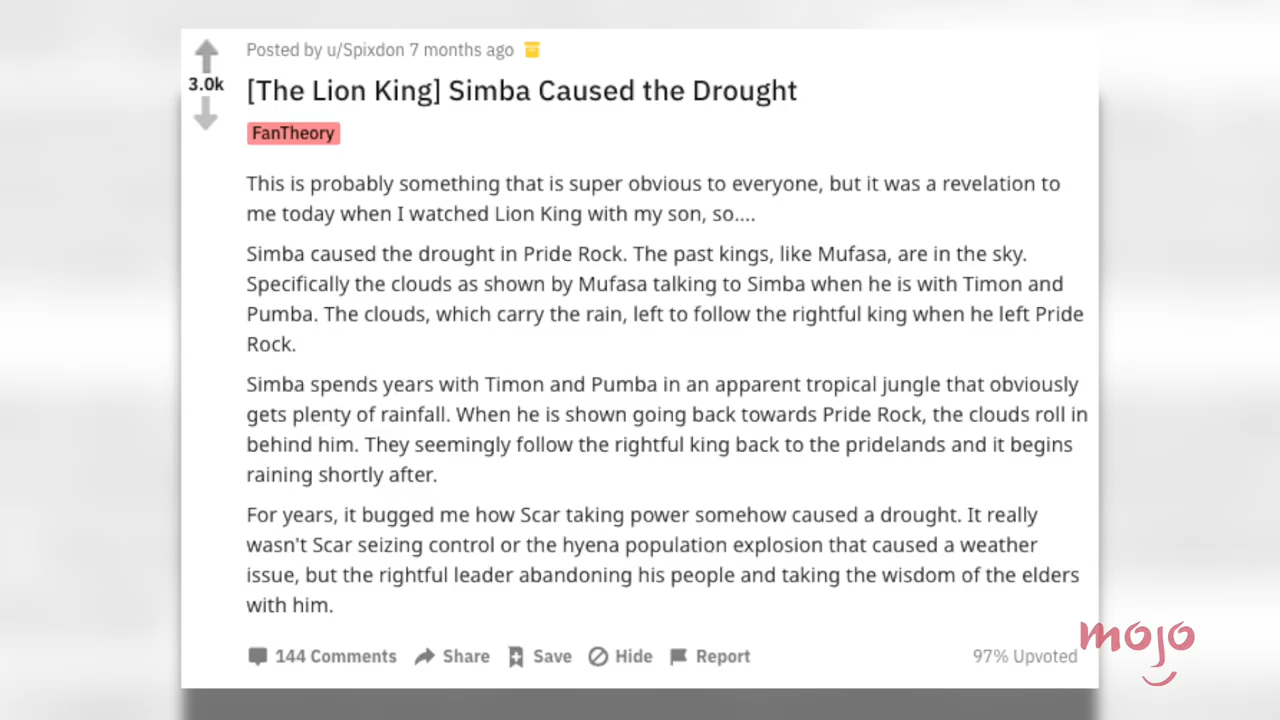 Posted by u/Spixdon 7 months ago
3.0k
[The Lion King] Simba Caused the Drought
FanTheory
This is probably something that is super obvious to everyone, but it was a revelation to
me today when I watched Lion King with my son, so....
Simba caused the drought in Pride Rock. The past kings, like Mufasa, are in the sky.
Specifically the clouds as shown by Mufasa talking to Simba when he is with Timon and
Pumba. The clouds, which carry the rain, left to follow the rightful king when he left Pride
Rock.
Simba spends years with Timon and Pumba in an apparent tropical jungle that obviously
gets plenty of rainfall. When he is shown going back towards Pride Rock, the clouds roll in
behind him. They seemingly follow the rightful king back to the pridelands and it begins
raining shortly after.
For years, it bugged me how Scar taking power somehow caused a drought. It really
wasn't Scar seizing control or the hyena population explosion that caused a weather
issue, but the rightful leader abandoning his people and taking the wisdom of the elders
with him.
144 Comments Share Save Hide Report 97% Upvoted
mojo